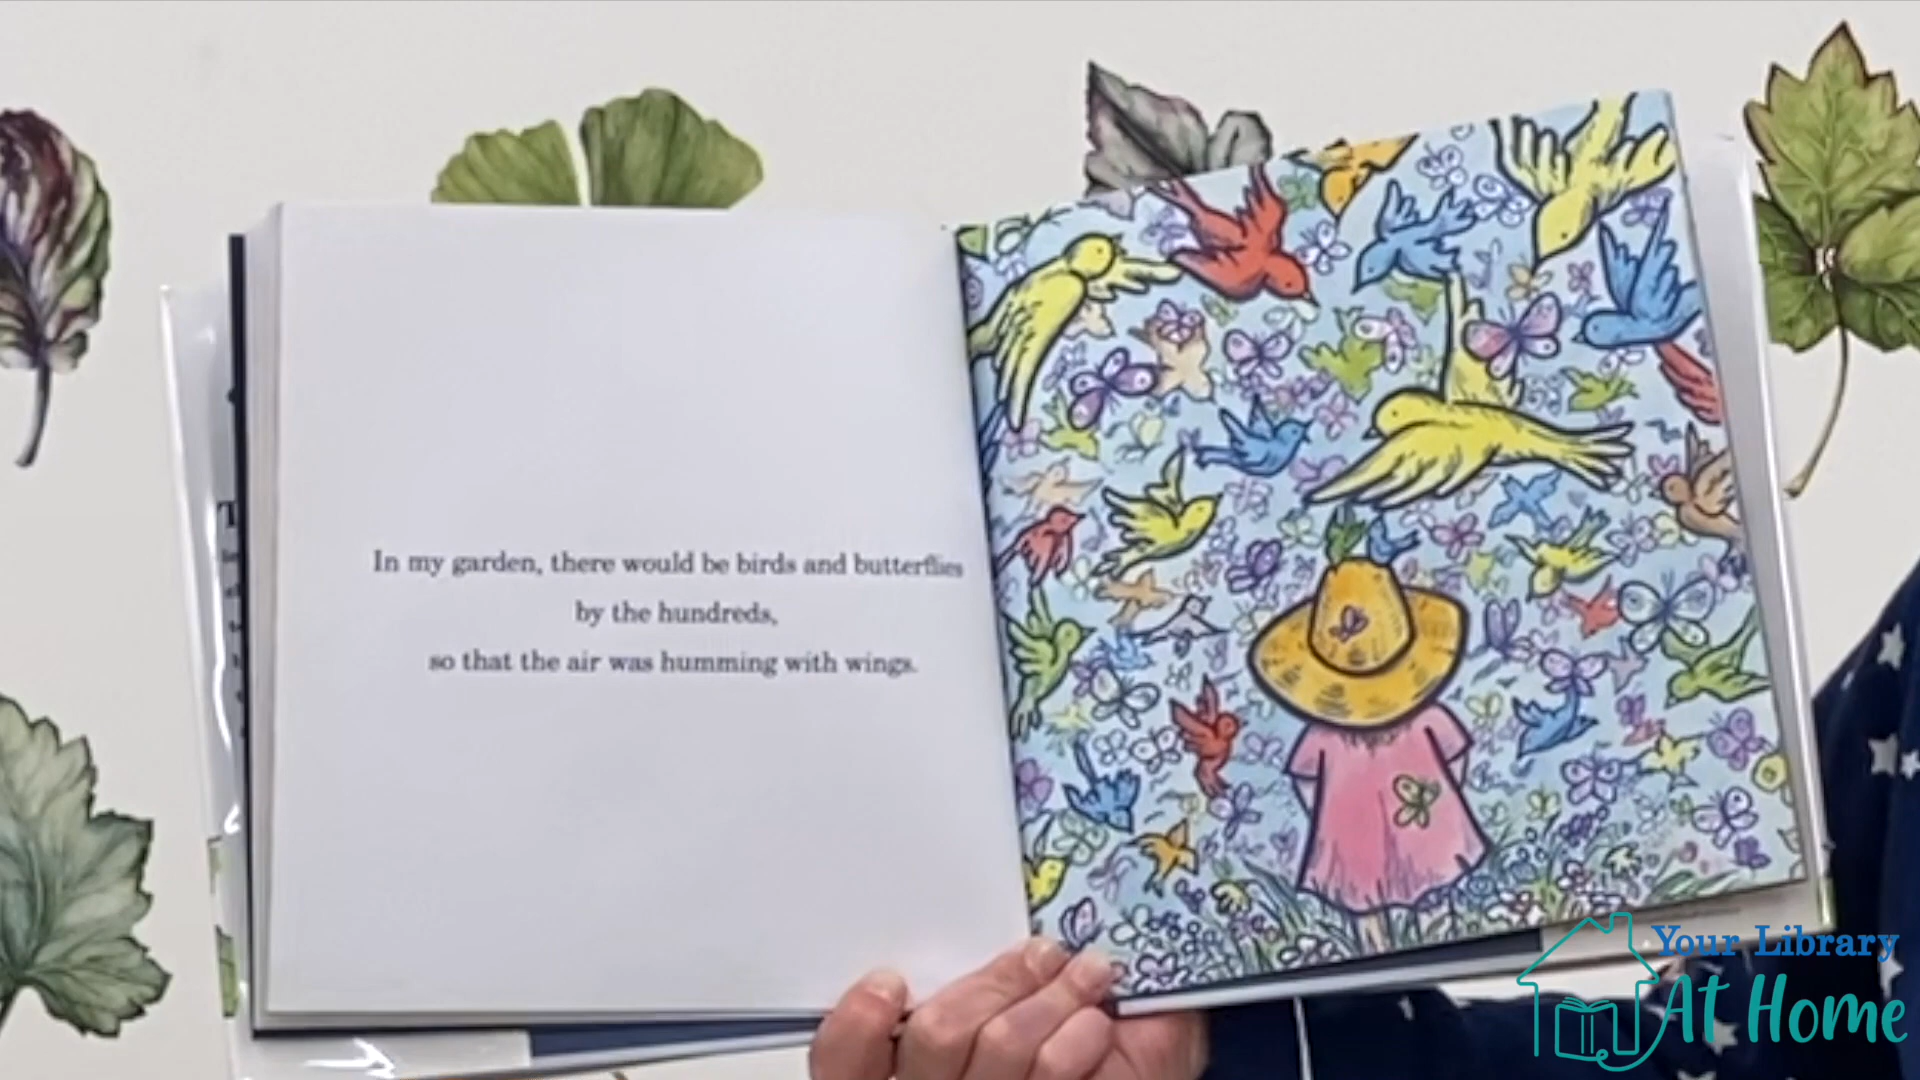 In my garden, there would be birds and butterflies
by the hundreds,
so that the air was humming with wings.
Your Library
At Home